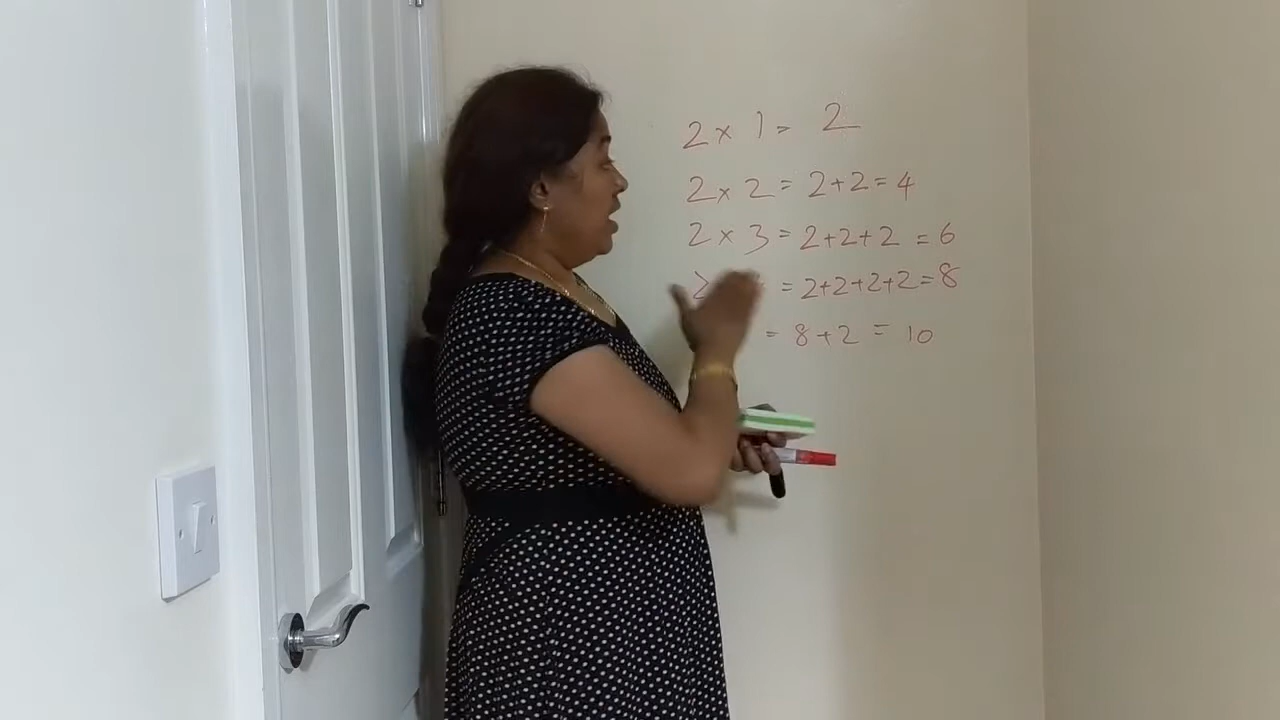 2 x 1 = 2
2 x 2 = 2+2 = 4
2 x 3 = 2+2+2 = 6
2 = 2+2+2+2 = 8
= 8+2 = 10